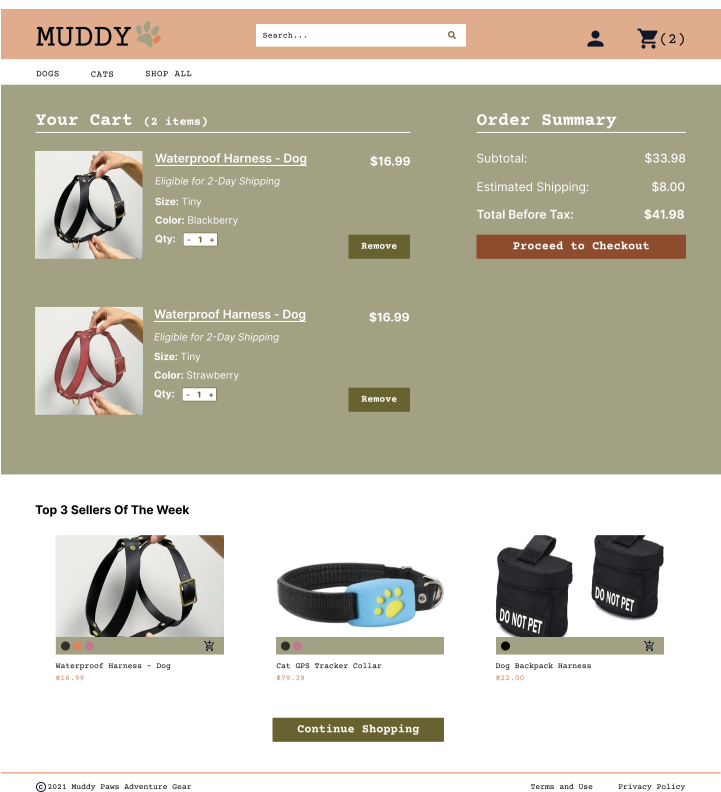 MUDDY
Search...
(2)
DOGS CATS SHOP ALL
Your Cart (2 items)
Waterproof Harness - Dog $16.99
Eligible for 2-Day Shipping
Size: Tiny
Color: Blackberry
Qty: - 1 +
Remove
Waterproof Harness - Dog $16.99
Eligible for 2-Day Shipping
Size: Tiny
Color: Strawberry
Qty: - 1 +
Remove
Order Summary
Subtotal: $33.98
Estimated Shipping: $8.00
Total Before Tax: $41.98
Proceed to Checkout
Top 3 Sellers Of The Week
DO NOT PET
DO NOT PET
Waterproof Harness - Dog
$16.99
Cat GPS Tracker Collar
$79.39
Dog Backpack Harness
$22.00
Continue Shopping
©2021 Muddy Paws Adventure Gear
Terms and Use Privacy Policy